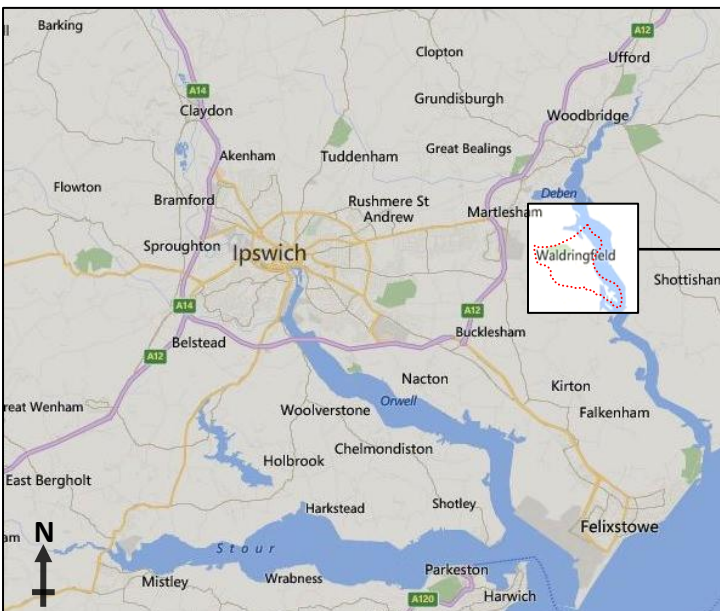 Barking
A12
Ufford
Clopton
A14
Claydon
Grundisburgh
Woodbridge
Akenham
Tuddenham
Great Bealings
Flowton
Bramford
Rushmere St
Andrew
Deben
Martlesham
Sproughton
Ipswich
Waldringfield
Shottisham
A14
A12
Bucklesham
Belstead
A12
Nacton
Kirton
Orwell
reat Wenham
Woolverstone
Falkenham
Chelmondiston
Holbrook
East Bergholt
Harkstead
Shotley
Felixstowe
N
am
Stour
Mistley
Wrabness
Parkeston
A120
Harwich